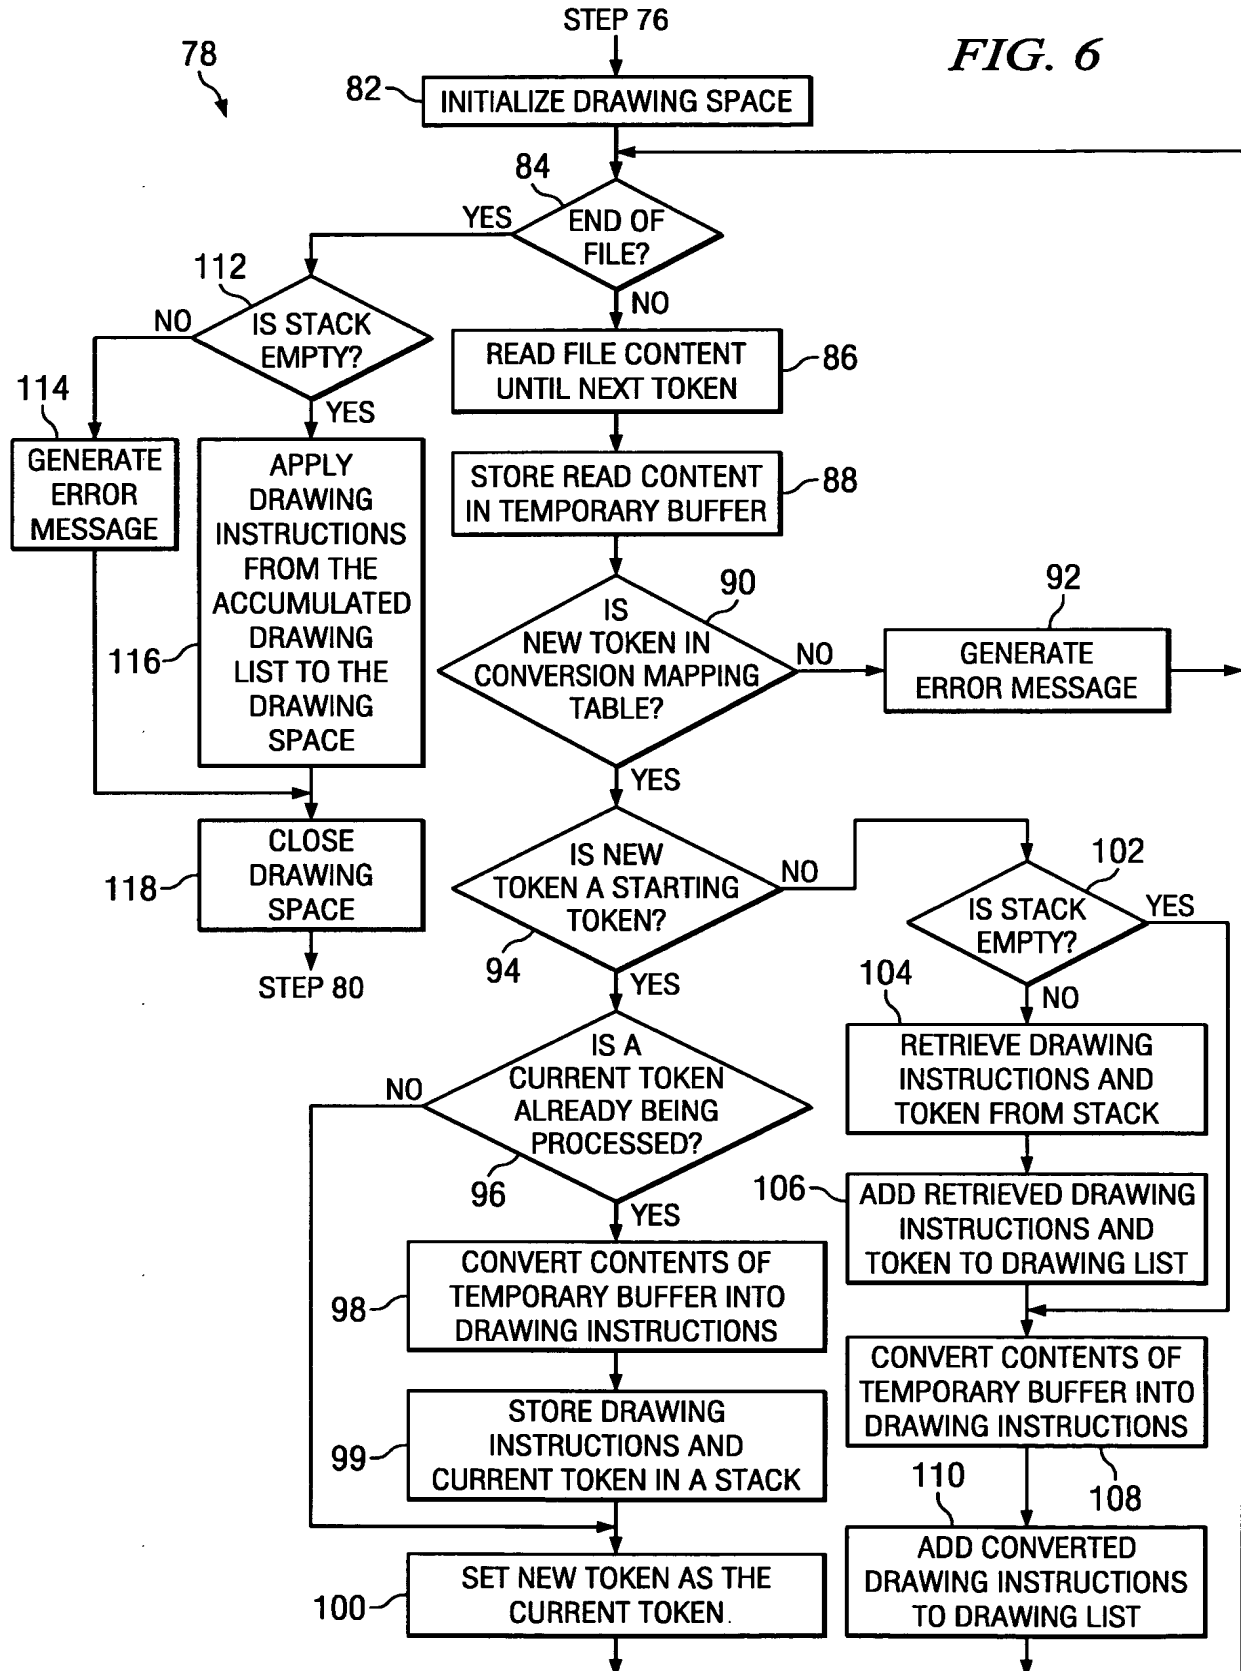 STEP 76
FIG. 6
78
82
INITIALIZE DRAWING SPACE
84
YES
END OF
FILE?
NO
112
NO
IS STACK
EMPTY?
YES
READ FILE CONTENT
UNTIL NEXT TOKEN
86
114
GENERATE
ERROR
MESSAGE
APPLY
DRAWING
INSTRUCTIONS
FROM THE
ACCUMULATED
DRAWING
LIST TO THE
DRAWING
SPACE
116
STORE READ CONTENT
IN TEMPORARY BUFFER
88
IS
NEW TOKEN IN
CONVERSION MAPPING
TABLE?
90
NO
92
GENERATE
ERROR MESSAGE
YES
CLOSE
DRAWING
SPACE
118
STEP 80
IS NEW
TOKEN A STARTING
TOKEN?
94
NO
YES
102
IS STACK
EMPTY?
YES
NO
104
RETRIEVE DRAWING
INSTRUCTIONS AND
TOKEN FROM STACK
IS A
CURRENT TOKEN
ALREADY BEING
PROCESSED?
NO
96
YES
106
ADD RETRIEVED DRAWING
INSTRUCTIONS AND
TOKEN TO DRAWING LIST
CONVERT CONTENTS OF
TEMPORARY BUFFER INTO
DRAWING INSTRUCTIONS
98
CONVERT CONTENTS OF
TEMPORARY BUFFER INTO
DRAWING INSTRUCTIONS
108
STORE DRAWING
INSTRUCTIONS AND
CURRENT TOKEN IN A STACK
99
110
ADD CONVERTED
DRAWING INSTRUCTIONS
TO DRAWING LIST
SET NEW TOKEN AS THE
CURRENT TOKEN.
100